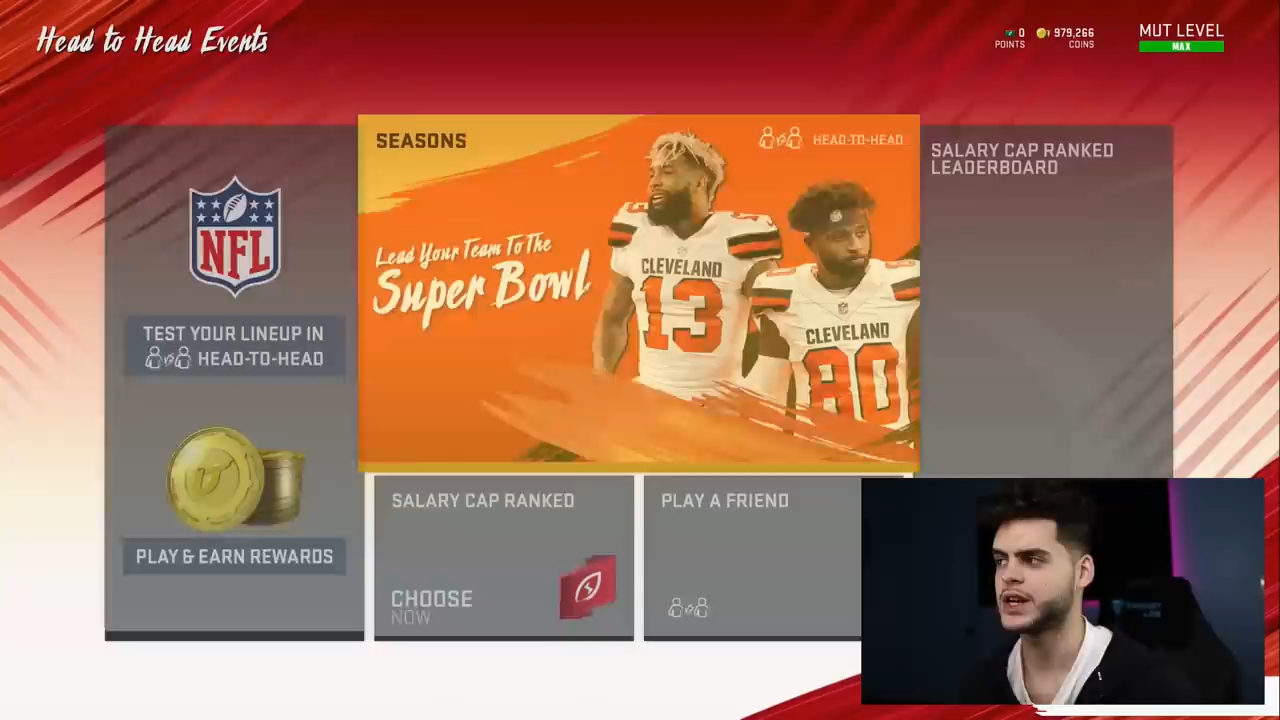 Head to Head Events
0
POINTS
979,266
COINS
MUT LEVEL
MAX
NFL
TEST YOUR LINEUP IN
HEAD-TO-HEAD
PLAY & EARN REWARDS
SEASONS
HEAD-TO-HEAD
Lead Your Team To The
Super Bowl
CLEVELAND
13
CLEVELAND
80
SALARY CAP RANKED
LEADERBOARD
SALARY CAP RANKED
CHOOSE
NOW
PLAY A FRIEND